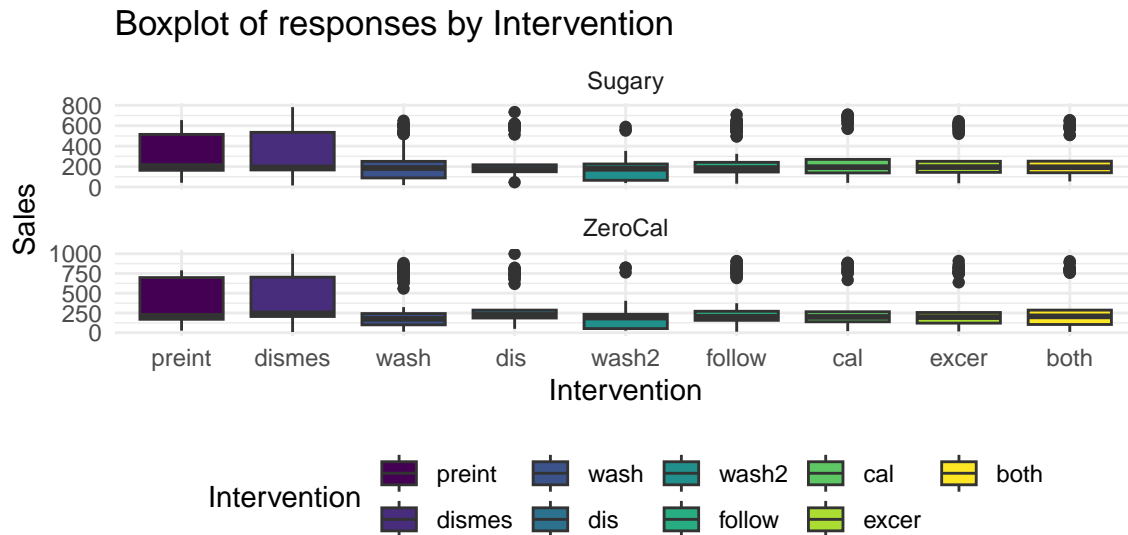 Boxplot of responses by Intervention
Sugary
800
600
400
200
0
Sales
ZeroCal
1000
750
500
250
0
preint dismes wash dis wash2 follow cal excer both
Intervention
Intervention
preint wash wash2 cal both
dismes dis follow excer